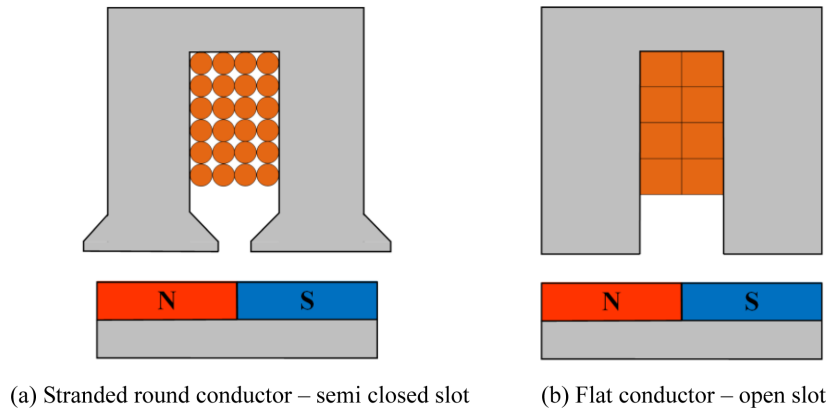 N S
N S
(a) Stranded round conductor – semi closed slot
(b) Flat conductor – open slot